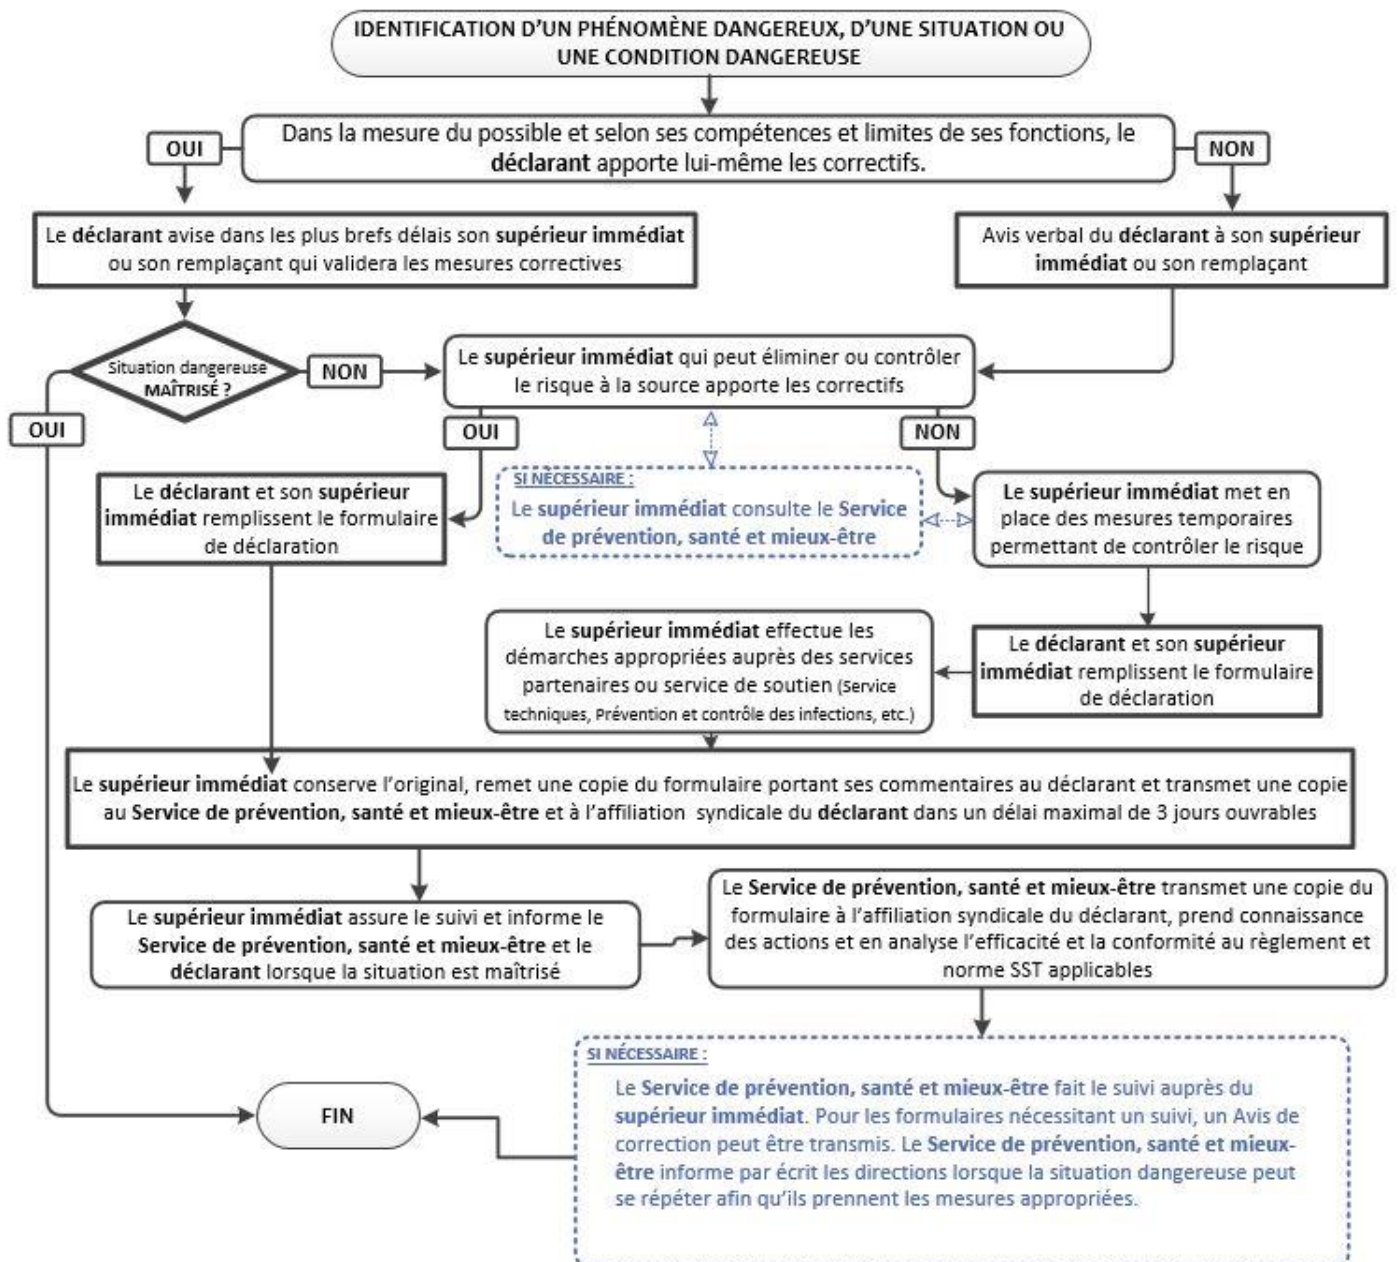 IDENTIFICATION D'UN PHÉNOMÈNE DANGEREUX, D'UNE SITUATION OU
UNE CONDITION DANGEREUSE
Dans la mesure du possible et selon ses compétences et limites de ses fonctions, le
déclarant apporte lui-même les correctifs.
OUI
NON
Le déclarant avise dans les plus brefs délais son supérieur immédiat
ou son remplaçant qui validera les mesures correctives
Avis verbal du déclarant à son supérieur
immédiat ou son remplaçant
Situation dangereuse
MAÎTRISÉ ?
NON
OUI
Le supérieur immédiat qui peut éliminer ou contrôler
le risque à la source apporte les correctifs
OUI
NON
Le déclarant et son supérieur
immédiat remplissent le formulaire
de déclaration
SI NÉCESSAIRE :
Le supérieur immédiat consulte le Service
de prévention, santé et mieux-être
Le supérieur immédiat met en
place des mesures temporaires
permettant de contrôler le risque
Le déclarant et son supérieur
immédiat remplissent le formulaire
de déclaration
Le supérieur immédiat effectue les
démarches appropriées auprès des services
partenaires ou service de soutien (Service
techniques, Prévention et contrôle des infections, etc.)
Le supérieur immédiat conserve l'original, remet une copie du formulaire portant ses commentaires au déclarant et transmet une copie
au Service de prévention, santé et mieux-être et à l'affiliation syndicale du déclarant dans un délai maximal de 3 jours ouvrables
Le supérieur immédiat assure le suivi et informe le
Service de prévention, santé et mieux-être et le
déclarant lorsque la situation est maîtrisé
Le Service de prévention, santé et mieux-être transmet une copie du
formulaire à l'affiliation syndicale du déclarant, prend connaissance
des actions et en analyse l'efficacité et la conformité au règlement et
norme SST applicables
SI NÉCESSAIRE :
Le Service de prévention, santé et mieux-être fait le suivi auprès du
supérieur immédiat. Pour les formulaires nécessitant un suivi, un Avis de
correction peut être transmis. Le Service de prévention, santé et mieux-
être informe par écrit les directions lorsque la situation dangereuse peut
se répéter afin qu'ils prennent les mesures appropriées.
FIN